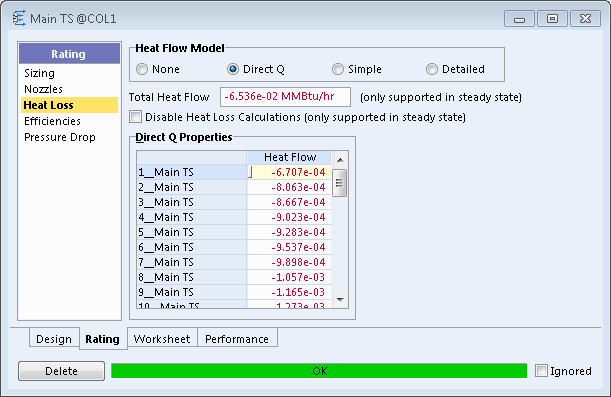 Main TS @COL1
Rating
Sizing
Nozzles
Heat Loss
Efficiencies
Pressure Drop
Heat Flow Model
None Direct Q Simple Detailed
Total Heat Flow -6.536e-02 MMBtu/hr (only supported in steady state)
Disable Heat Loss Calculations (only supported in steady state)
Direct Q Properties
Heat Flow
1__Main TS -6.707e-04
2__Main TS -8.063e-04
3__Main TS -8.667e-04
4__Main TS -9.023e-04
5__Main TS -9.283e-04
6__Main TS -9.537e-04
7__Main TS -9.898e-04
8__Main TS -1.057e-03
9__Main TS -1.165e-03
10__Main TS -1.273e-03
Design Rating Worksheet Performance
Delete OK Ignored